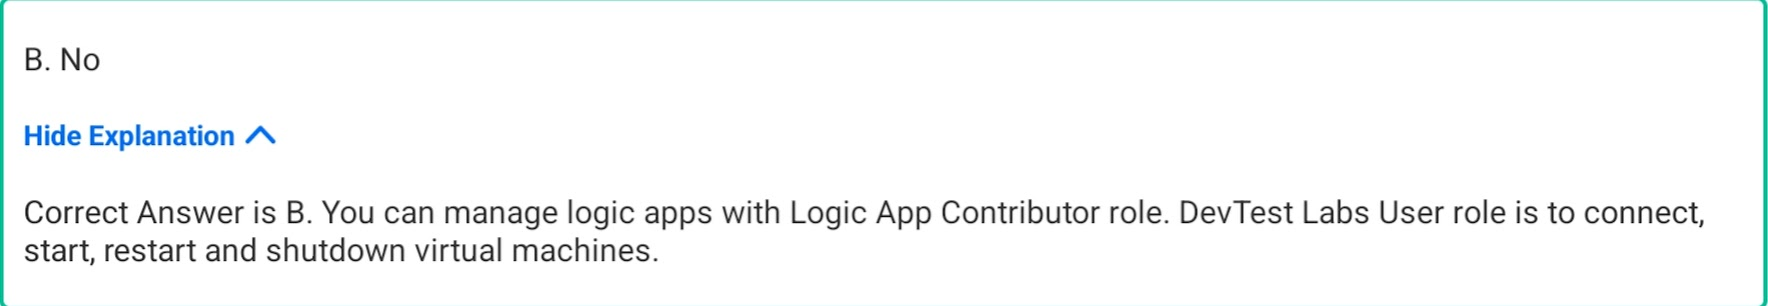 B. No
Hide Explanation
Correct Answer is B. You can manage logic apps with Logic App Contributor role. DevTest Labs User role is to connect,
start, restart and shutdown virtual machines.